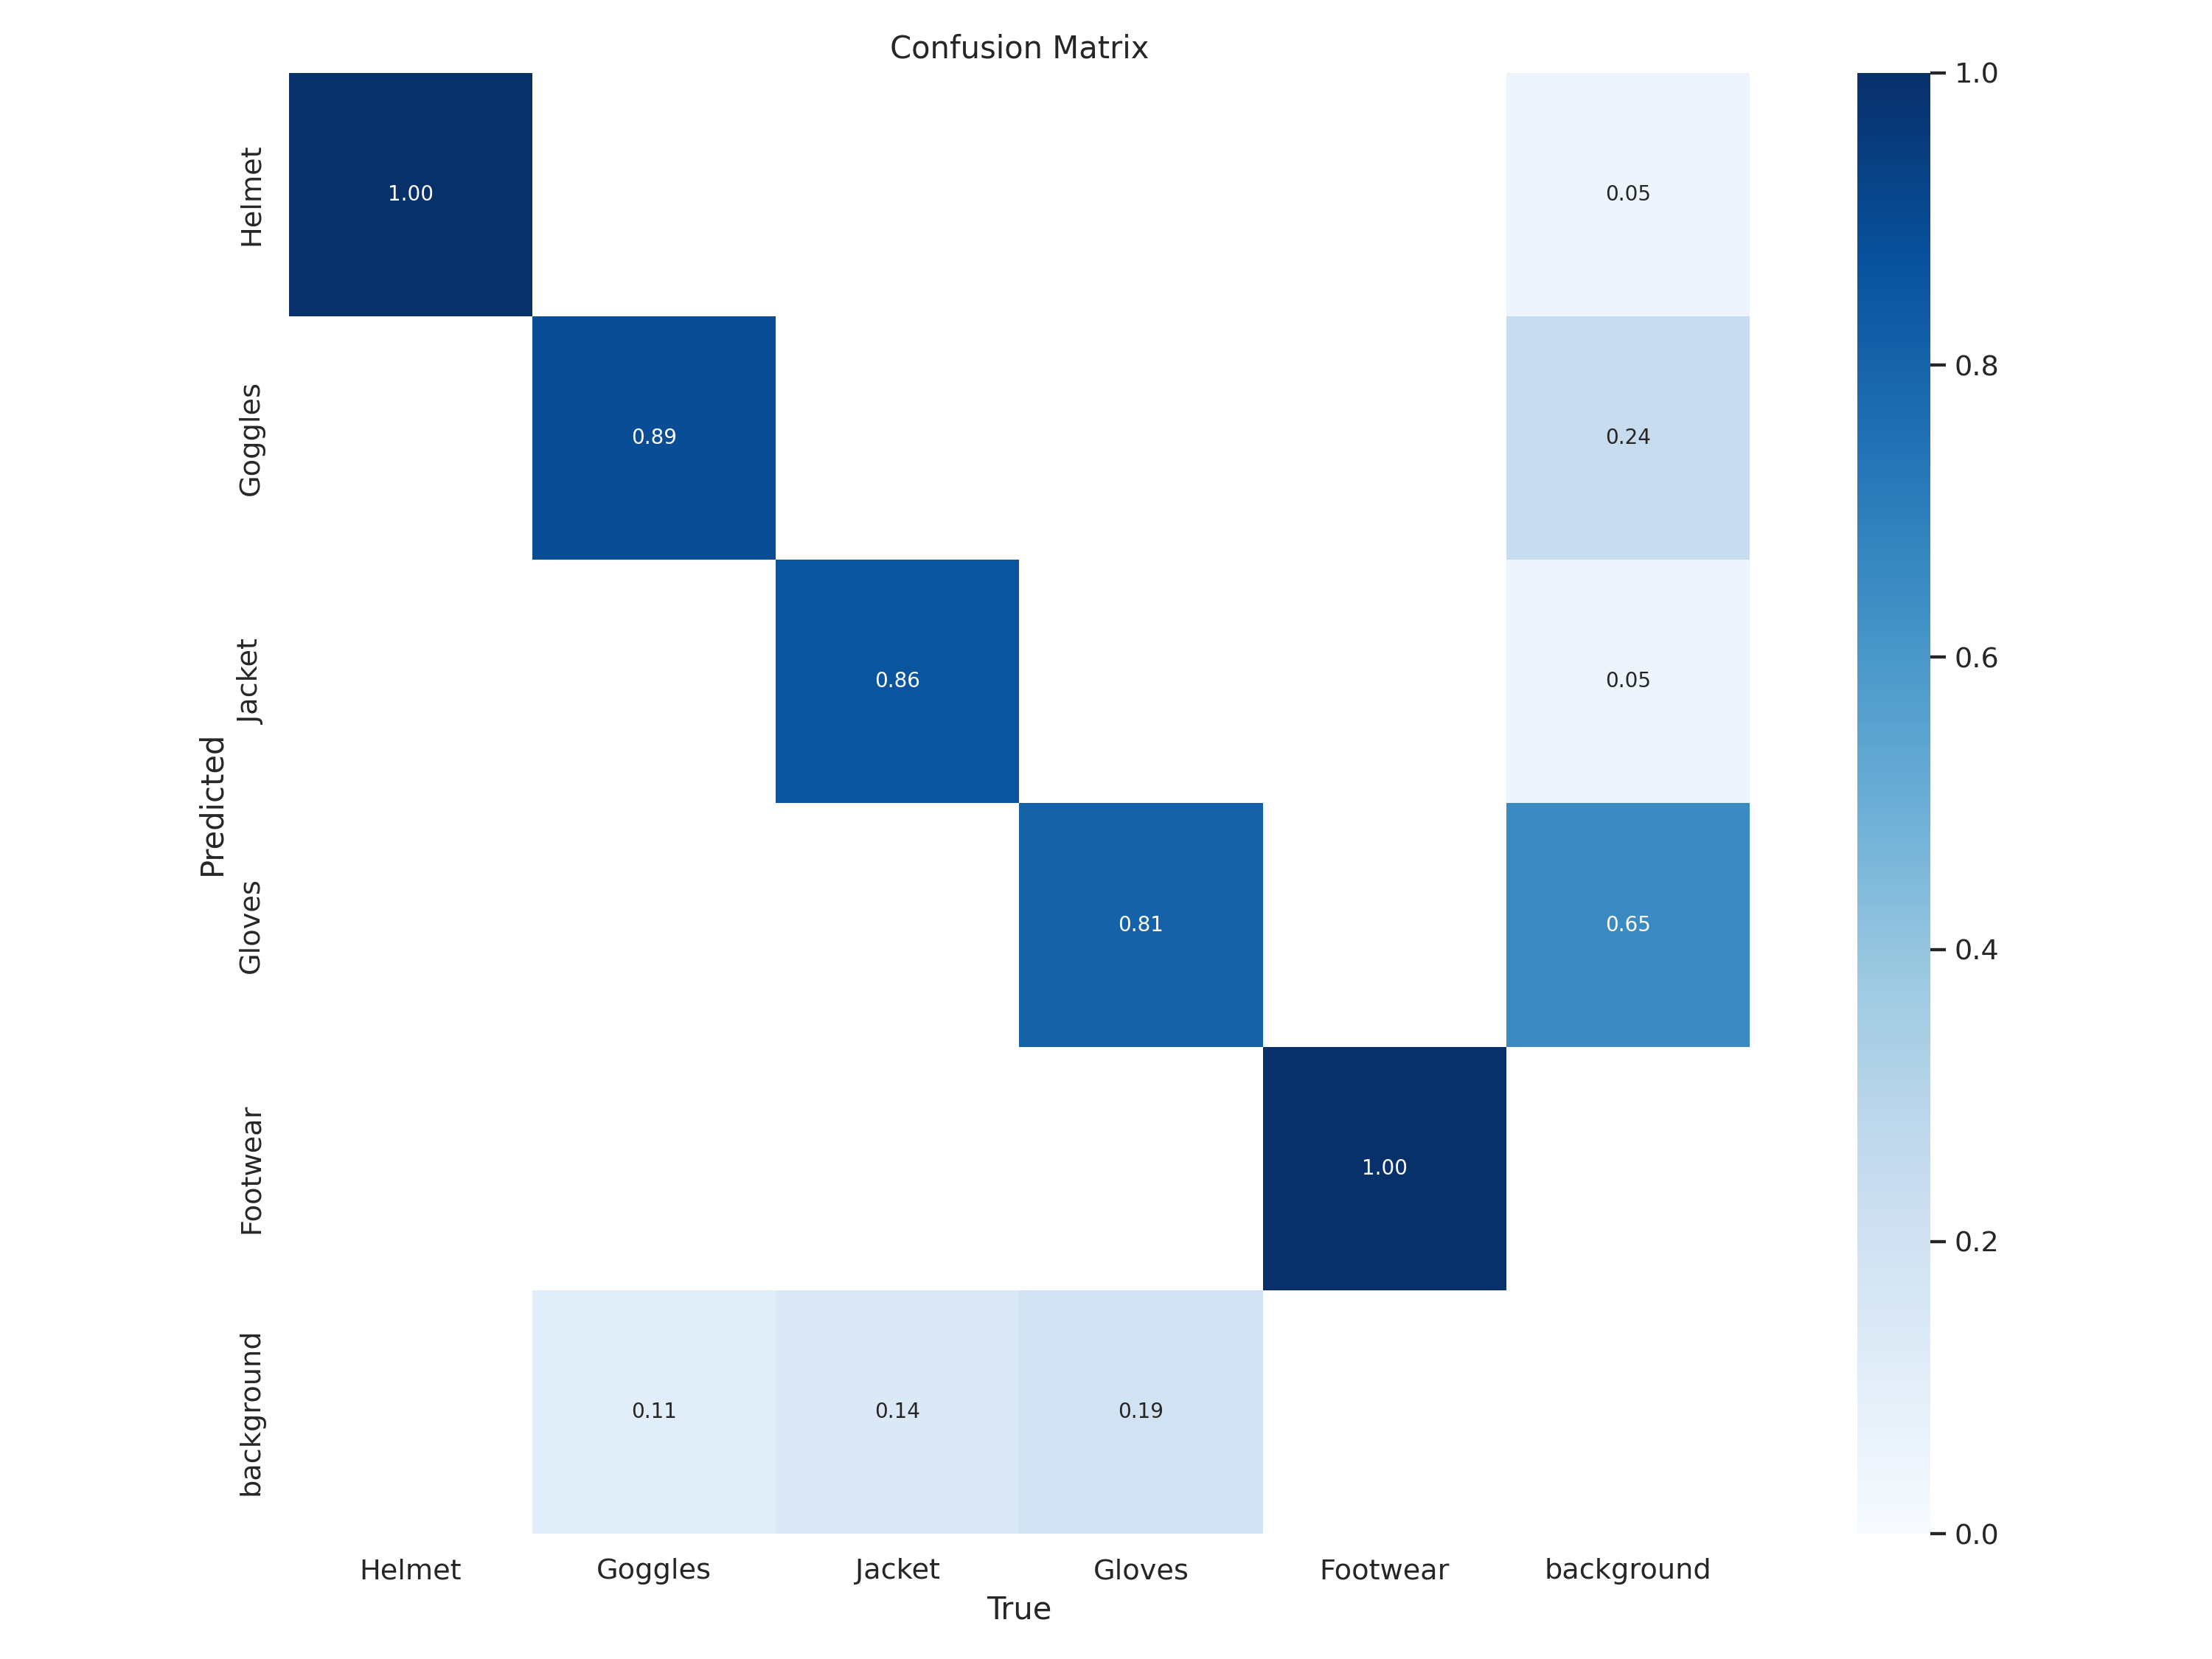 Confusion Matrix
Predicted
Helmet
Goggles
Jacket
Gloves
Footwear
background
1.00
0.05
0.89
0.24
0.86
0.05
0.81
0.65
1.00
0.11
0.14
0.19
Helmet
Goggles
Jacket
Gloves
Footwear
background
True
1.0
0.8
0.6
0.4
0.2
0.0